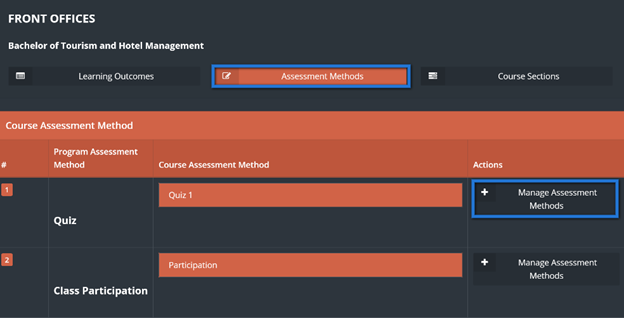 FRONT OFFICES
Bachelor of Tourism and Hotel Management
Learning Outcomes
Assessment Methods
Course Sections
Course Assessment Method
# Program Assessment Method Course Assessment Method Actions
1 Quiz Quiz 1 Manage Assessment Methods
2 Class Participation Participation Manage Assessment Methods